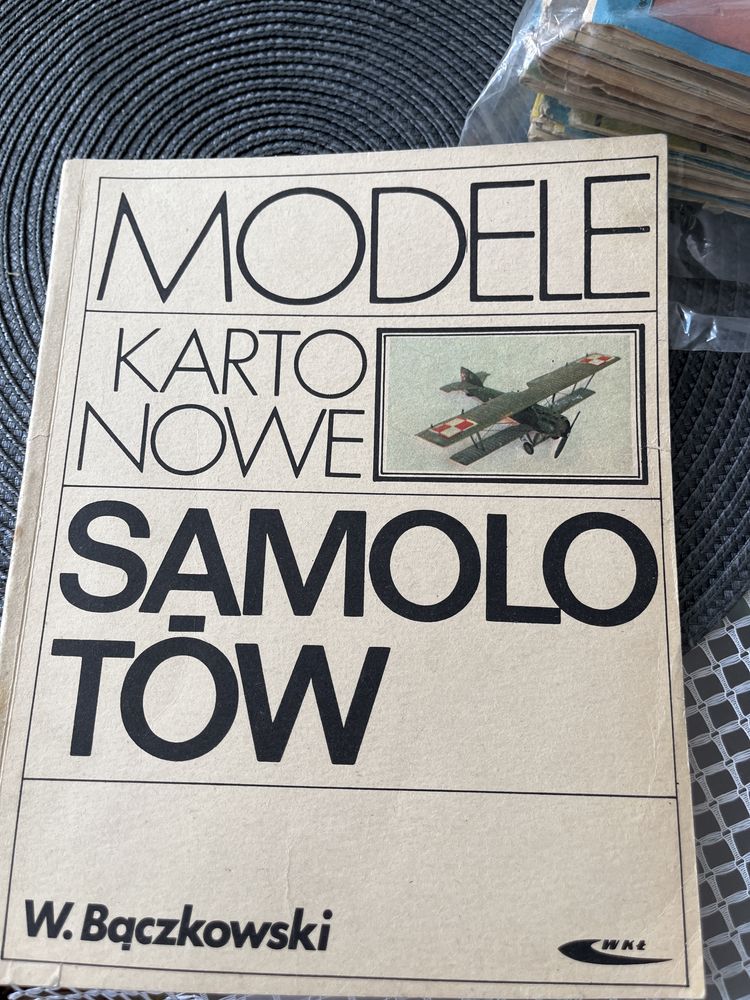 MODELE
KARTO
NOWE
SAMOLO
TÓW
W. Bączkowski
WKŁ